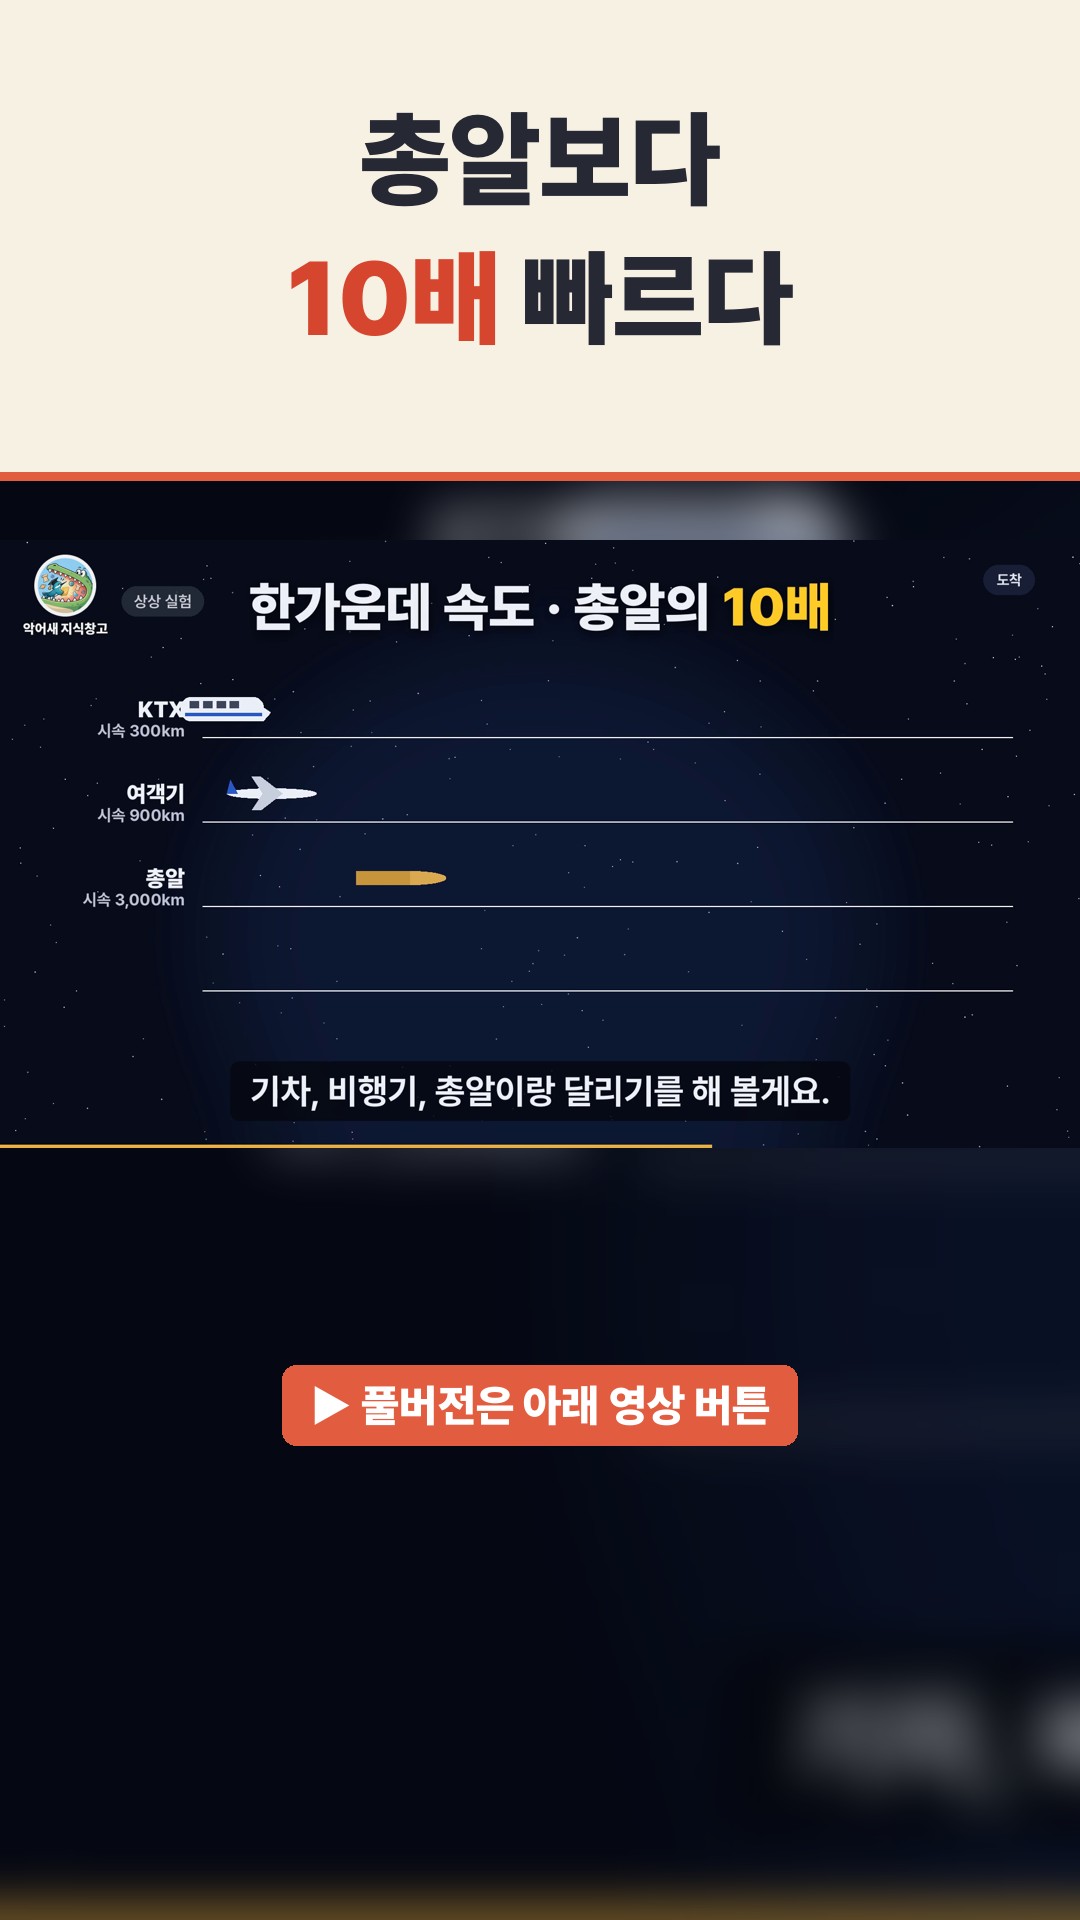 총알보다
10배 빠르다
악어새 지식창고
상상 실험
한가운데 속도 · 총알의 10배
도착
KTX
시속 300km
여객기
시속 900km
총알
시속 3,000km
기차, 비행기, 총알이랑 달리기를 해 볼게요.
▶ 풀버전은 아래 영상 버튼